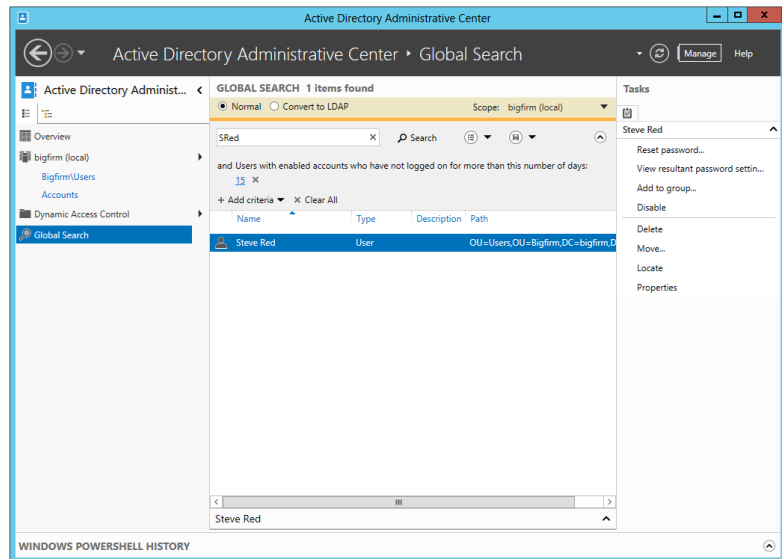 Active Directory Administrative Center
Active Directory Administrative Center • Global Search
Manage
Help
Active Directory Administ...
Overview
bigfirm (local)
Bigfirm\Users
Accounts
Dynamic Access Control
Global Search
GLOBAL SEARCH 1 items found
Normal Convert to LDAP Scope: bigfirm (local)
SRed Search
and Users with enabled accounts who have not logged on for more than this number of days:
15
Add criteria Clear All
Name Type Description Path
Steve Red User OU=Users,OU=Bigfirm,DC=bigfirm,D
Steve Red
Tasks
Steve Red
Reset password...
View resultant password settin...
Add to group...
Disable
Delete
Move...
Locate
Properties
WINDOWS POWERSHELL HISTORY